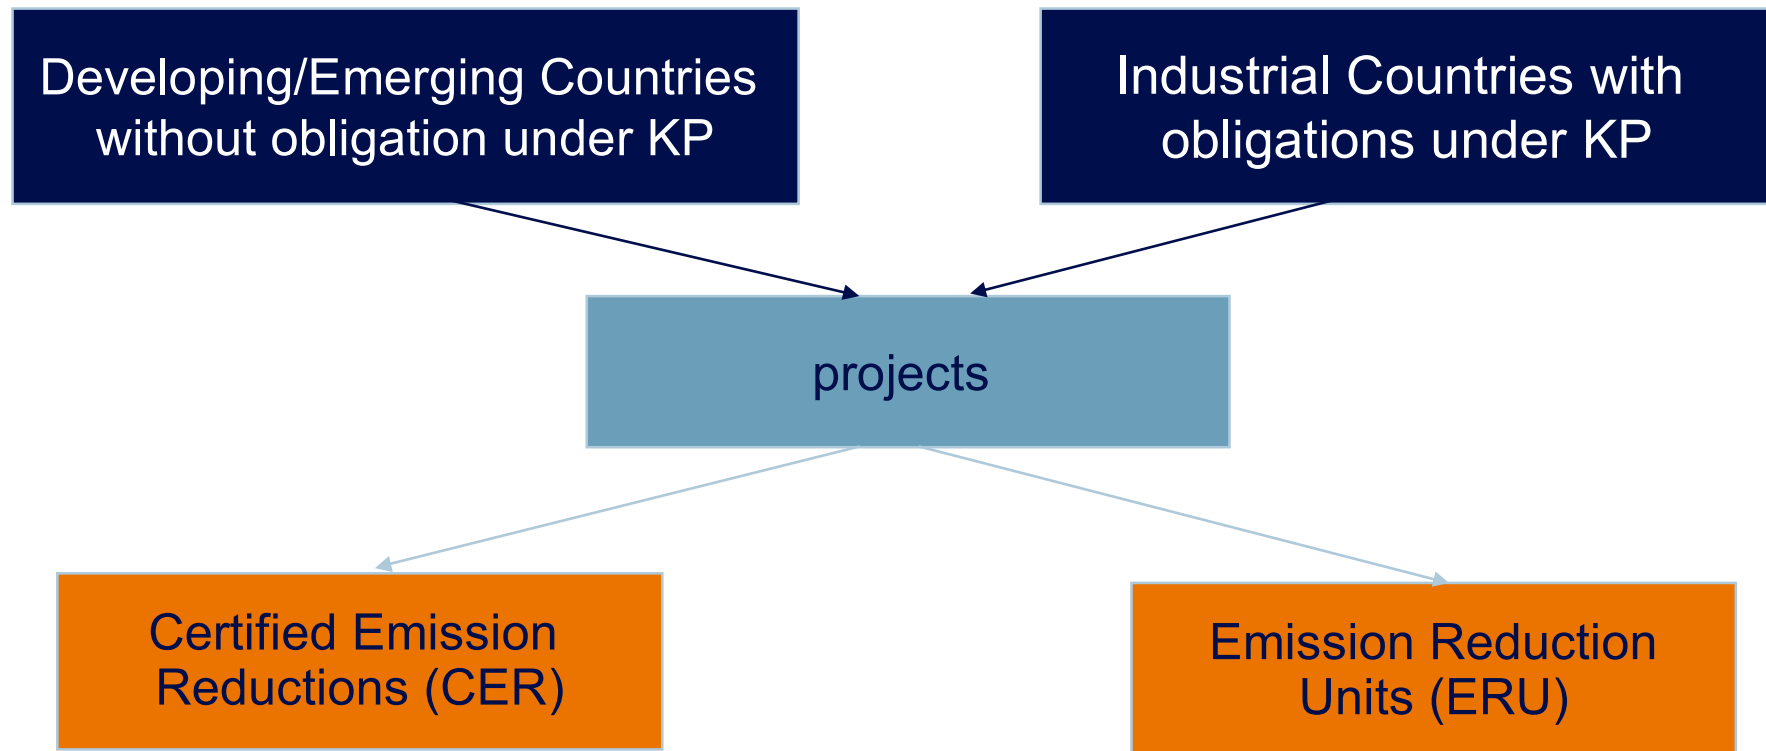 Developing/Emerging Countries
without obligation under KP
Industrial Countries with
obligations under KP
projects
Certified Emission
Reductions (CER)
Emission Reduction
Units (ERU)